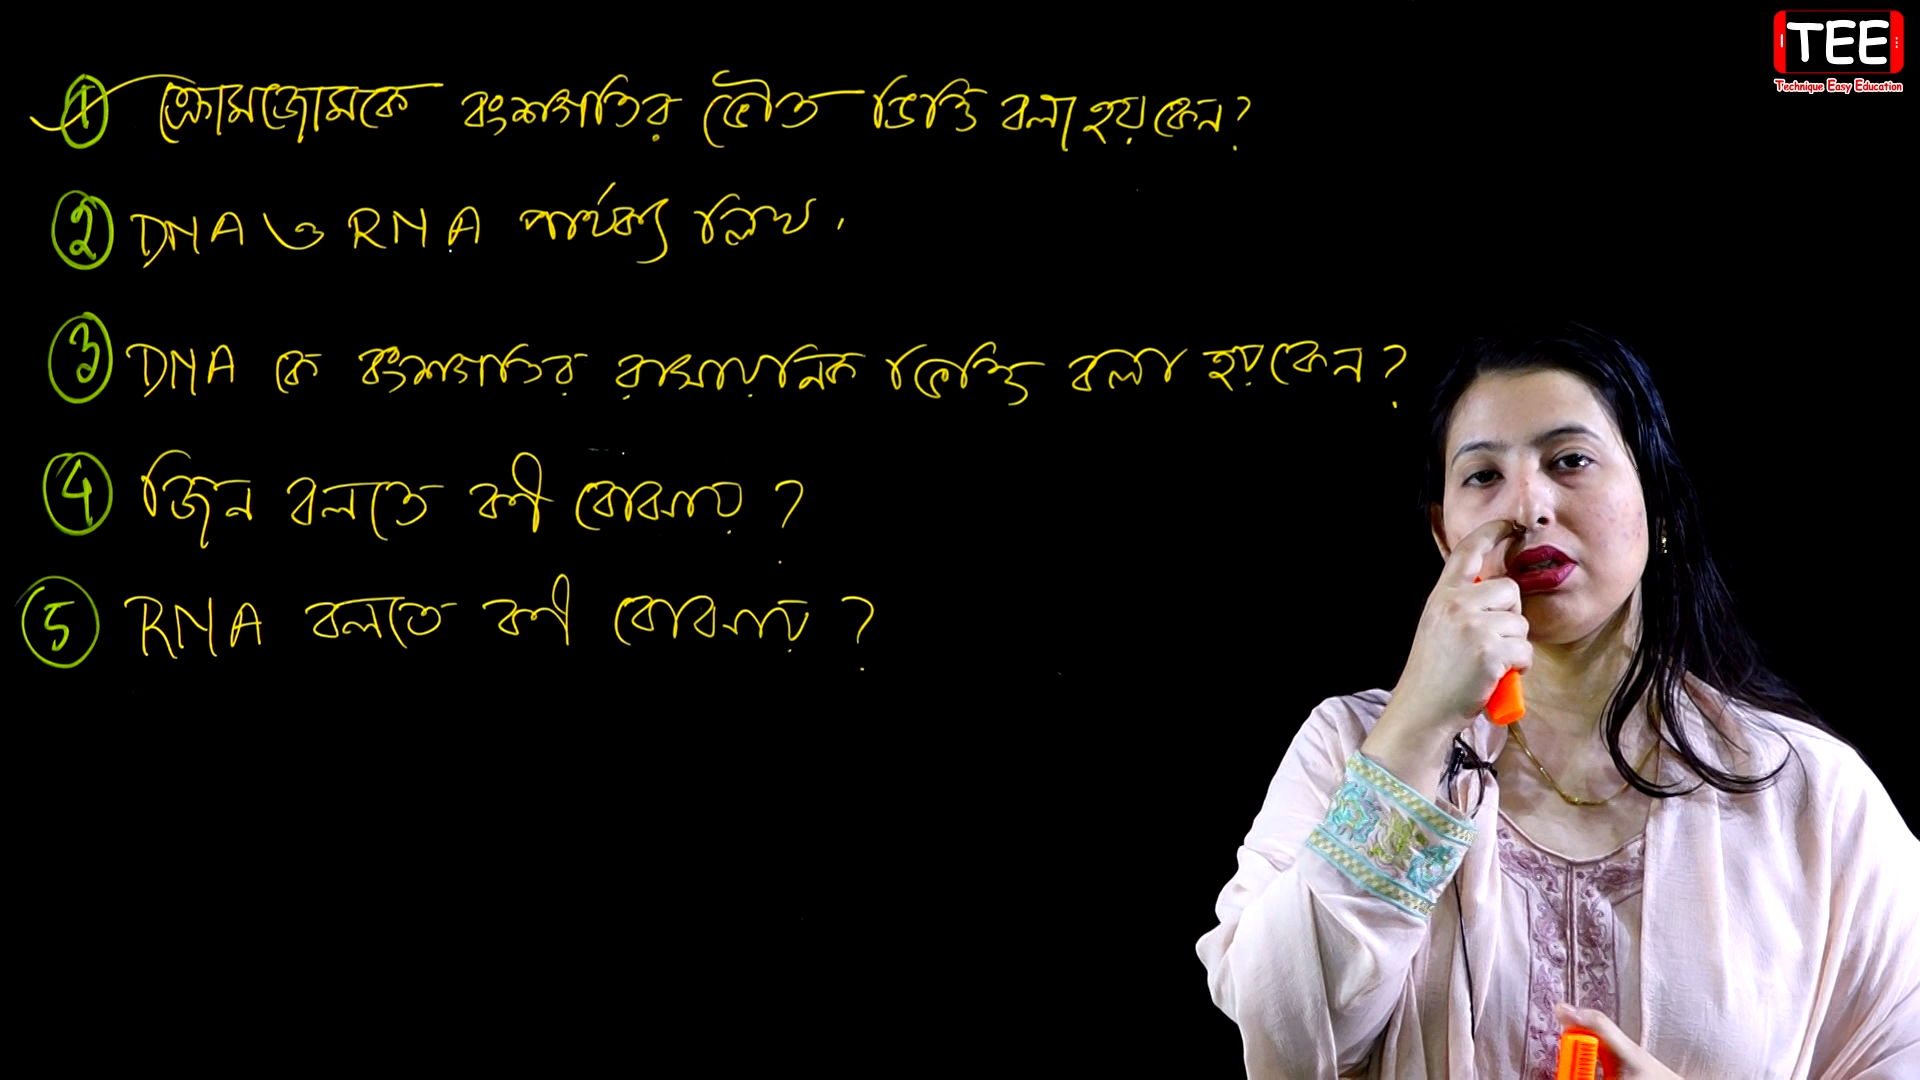 TEE
Technique Easy Education
① ক্রোমোজোমকে বংশগতির ভৌত ভিত্তি বলা হয় কেন?
② DNA ও RNA পার্থক্য লিখ।
③ DNA কে বংশগতির রাসায়নিক ভিত্তি বলা হয় কেন?
④ জিন বলতে কী বোঝায়?
⑤ RNA বলতে কী বোঝায়?